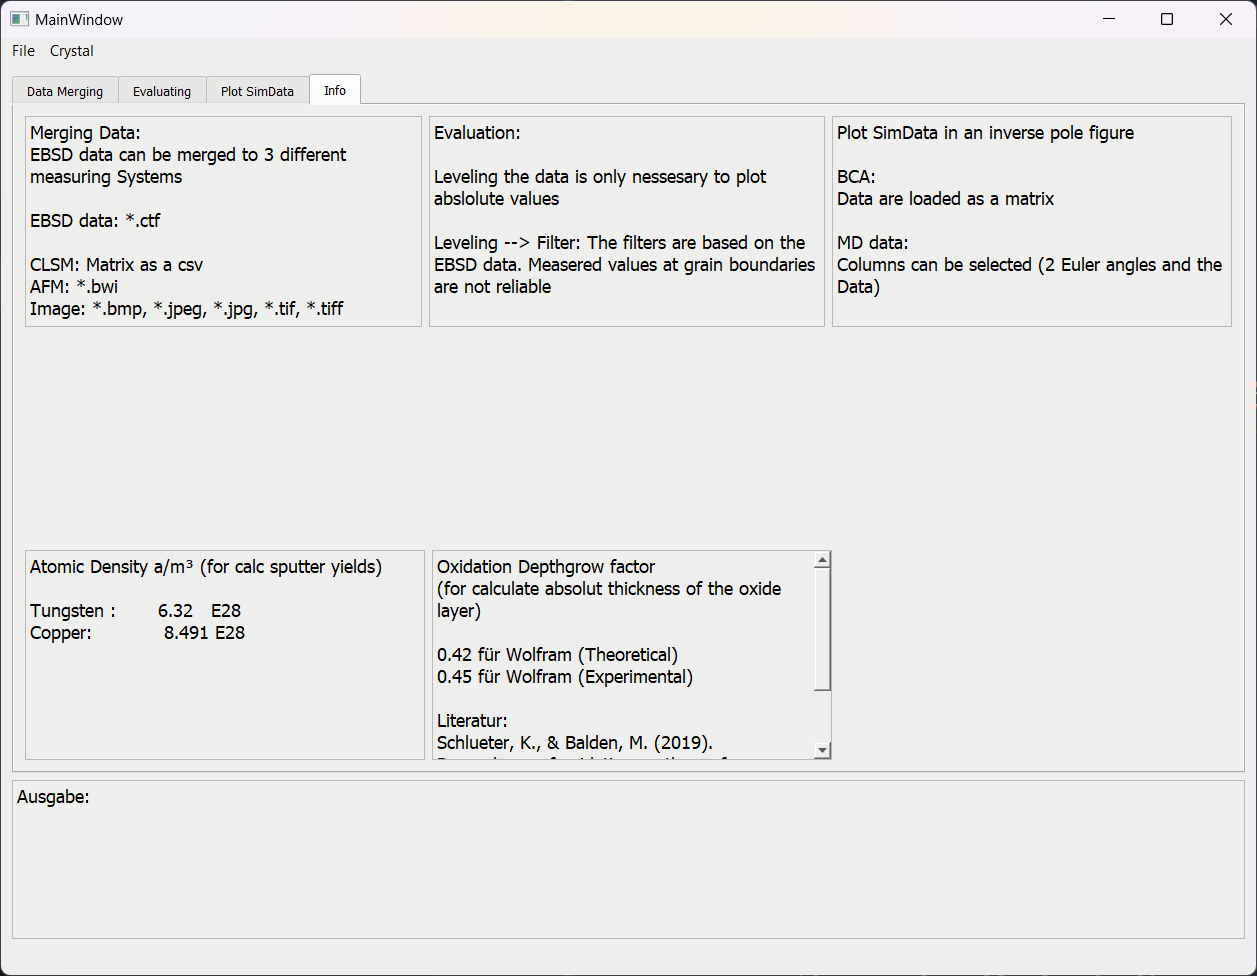 MainWindow
File Crystal
Data Merging Evaluating Plot SimData Info
Merging Data:
EBSD data can be merged to 3 different
measuring Systems
EBSD data: *.ctf
CLSM: Matrix as a csv
AFM: *.bwi
Image: *.bmp, *.jpeg, *.jpg, *.tif, *.tiff
Evaluation:
Leveling the data is only nessesary to plot
abslolute values
Leveling --> Filter: The filters are based on the
EBSD data. Measered values at grain boundaries
are not reliable
Plot SimData in an inverse pole figure
BCA:
Data are loaded as a matrix
MD data:
Columns can be selected (2 Euler angles and the
Data)
Atomic Density a/m³ (for calc sputter yields)
Tungsten : 6.32 E28
Copper: 8.491 E28
Oxidation Depthgrow factor
(for calculate absolut thickness of the oxide
layer)
0.42 für Wolfram (Theoretical)
0.45 für Wolfram (Experimental)
Literatur:
Schlueter, K., & Balden, M. (2019).
Ausgabe: